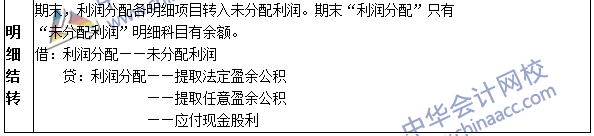 期末，利润分配各明细项目转入未分配利润。期末“利润分配”只有
“未分配利润”明细科目有余额。
明细结转
借：利润分配——未分配利润
贷：利润分配——提取法定盈余公积
——提取任意盈余公积
——应付现金股利
中华会计网校
www.chinaacc.com